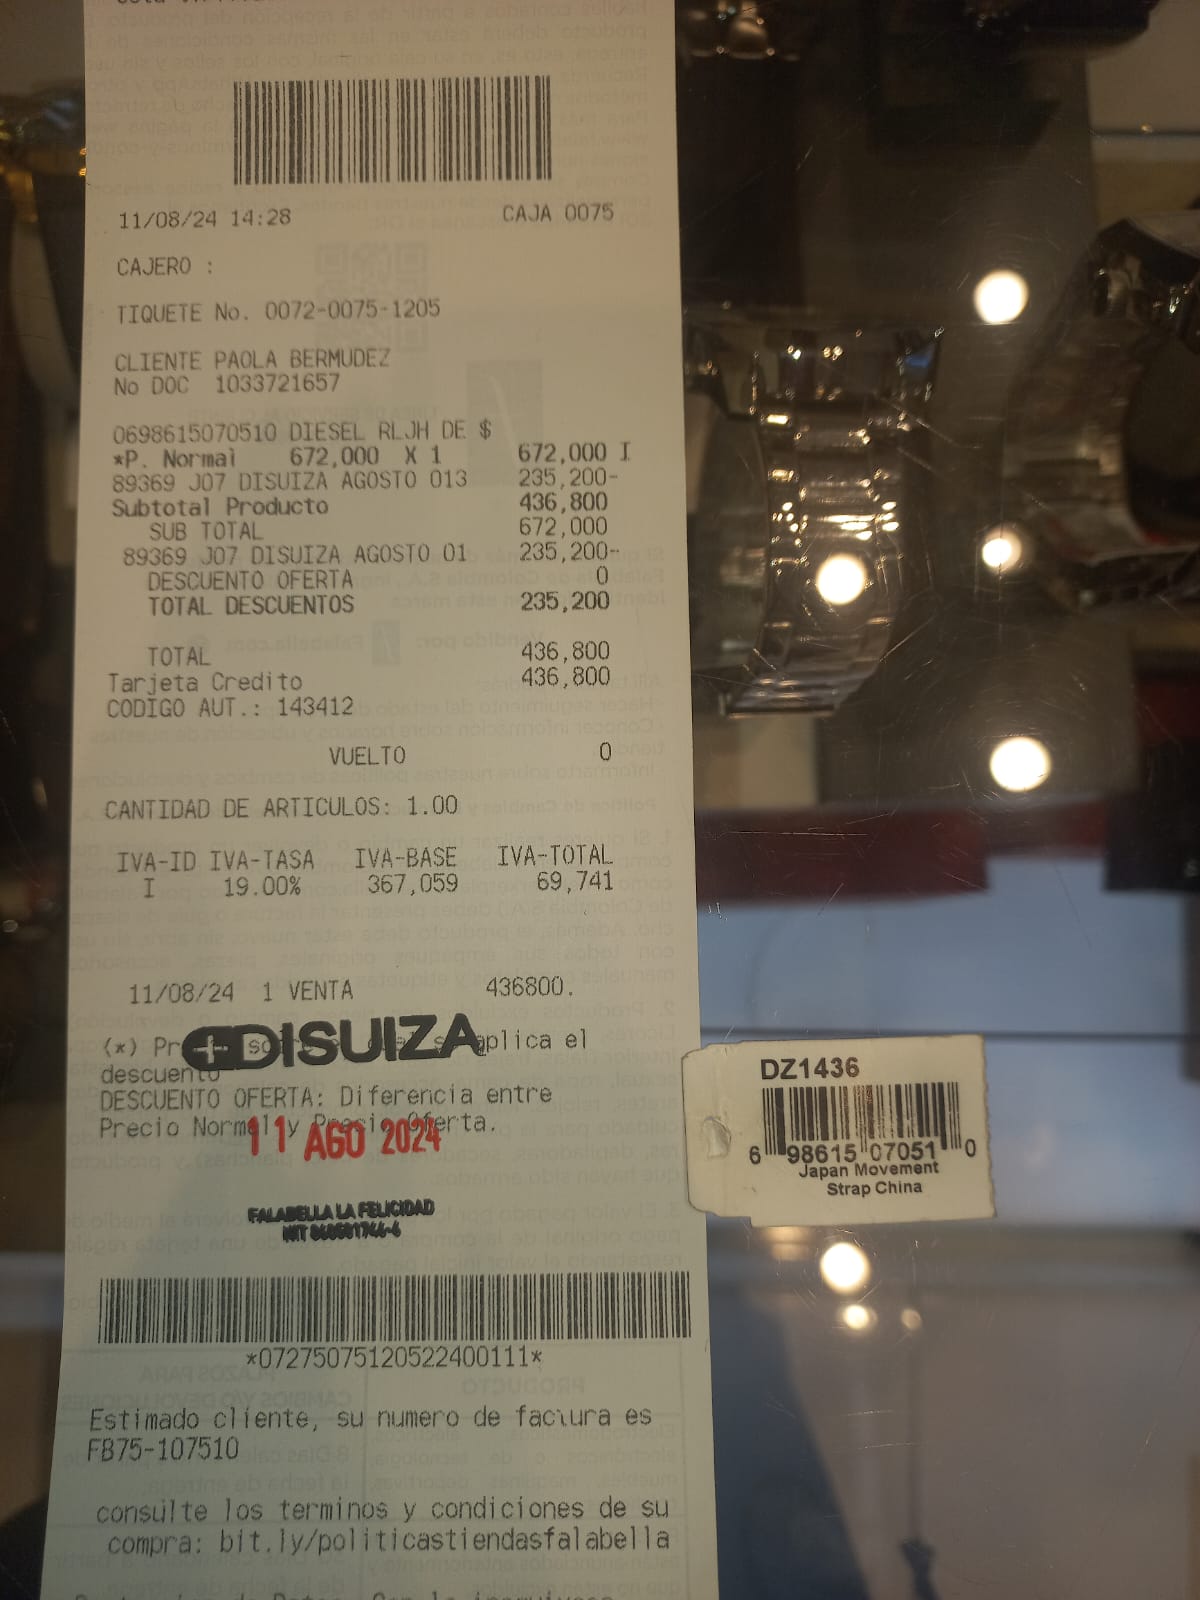 11/08/24 14:28 CAJA 0075
CAJERO :
TIQUETE No. 0072-0075-1205
CLIENTE PAOLA BERMUDEZ
No DOC 1033721657
0698615070510 DIESEL RLJH DE $
*P. Normal 672,000 X 1 672,000 I
89369 J07 DISUIZA AGOSTO 013 235,200-
Subtotal Producto 436,800
SUB TOTAL 672,000
89369 J07 DISUIZA AGOSTO 01 235,200-
DESCUENTO OFERTA 0
TOTAL DESCUENTOS 235,200
TOTAL 436,800
Tarjeta Credito 436,800
CODIGO AUT.: 143412
VUELTO 0
CANTIDAD DE ARTICULOS: 1.00
IVA-ID IVA-TASA IVA-BASE IVA-TOTAL
I 19.00% 367,059 69,741
11/08/24 1 VENTA 436800.
DISUIZA
(*) aplica el
descuento
DESCUENTO OFERTA: Diferencia entre
Precio Normal y Precio Oferta.
11 AGO 2024
FALABELLA LA FELICIDAD
NIT
*07275075120522400111*
Estimado cliente, su numero de factura es
FB75-107510
consulte los terminos y condiciones de su
compra: bit.ly/politicastiendasfalabella
DZ1436
6 98615 07051 0
Japan Movement
Strap China